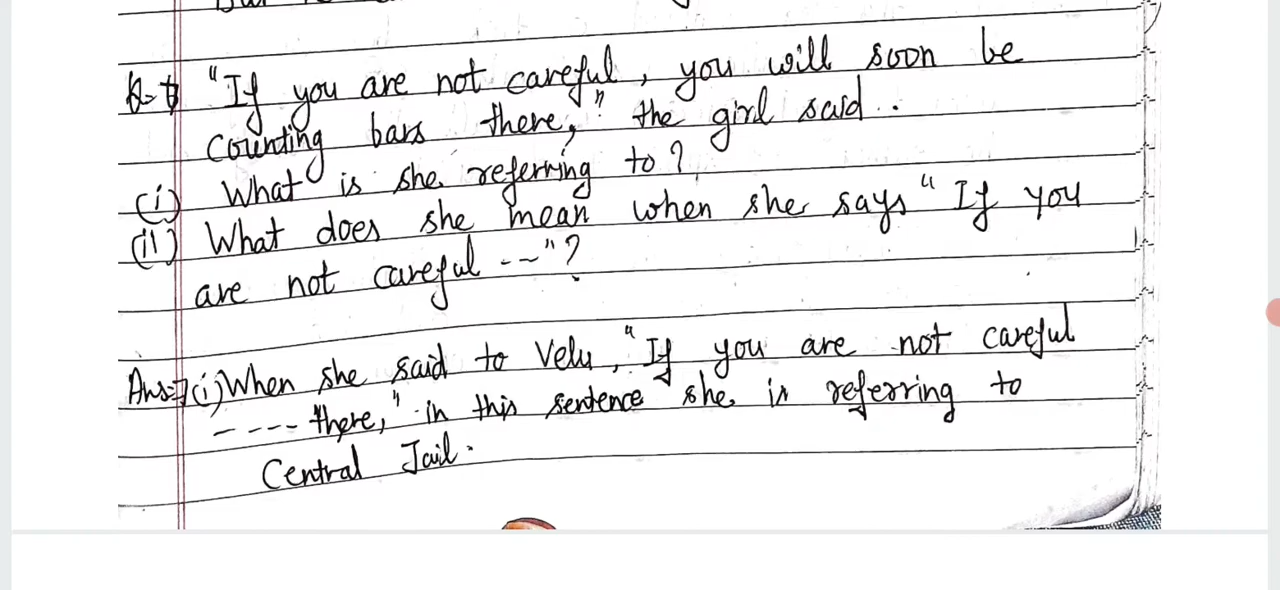 "If you are not careful, you will soon be
counting bars there," the girl said.
(i) What is she referring to?
(ii) What does she mean when she says "If you
are not careful ---"?
Ans:7(i) When she said to Velu, "If you are not careful
---- there," in this sentence she is referring to
Central Jail.